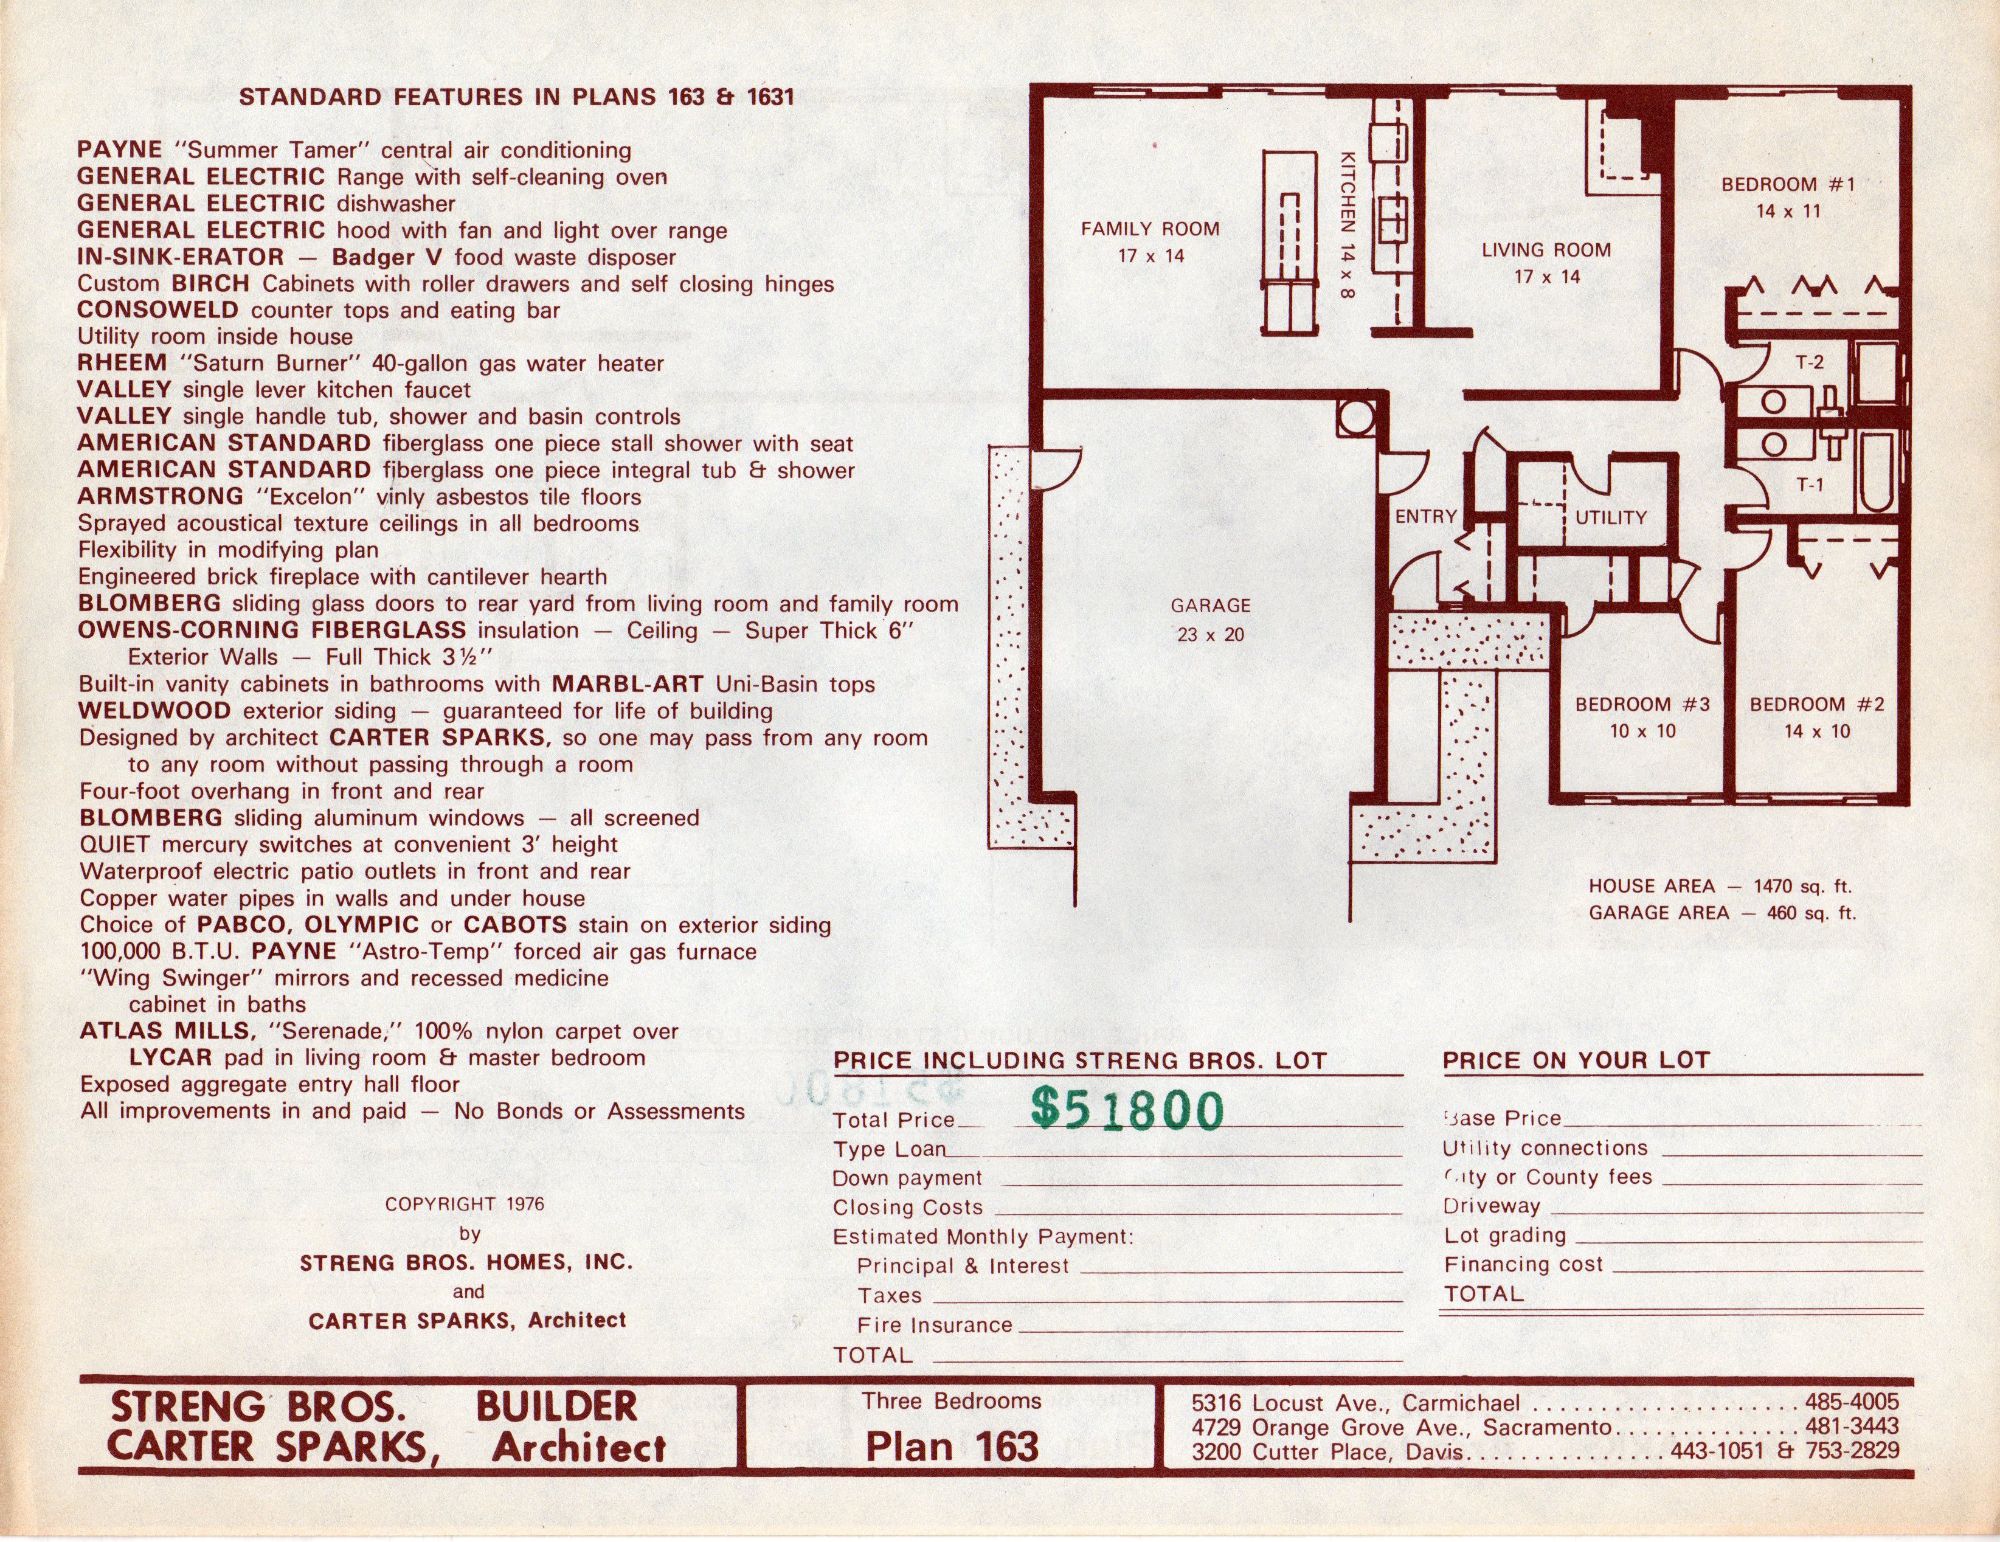 STANDARD FEATURES IN PLANS 163 & 1631
PAYNE "Summer Tamer" central air conditioning
GENERAL ELECTRIC Range with self-cleaning oven
GENERAL ELECTRIC dishwasher
GENERAL ELECTRIC hood with fan and light over range
IN-SINK-ERATOR — Badger V food waste disposer
Custom BIRCH Cabinets with roller drawers and self closing hinges
CONSOWELD counter tops and eating bar
Utility room inside house
RHEEM "Saturn Burner" 40-gallon gas water heater
VALLEY single lever kitchen faucet
VALLEY single handle tub, shower and basin controls
AMERICAN STANDARD fiberglass one piece stall shower with seat
AMERICAN STANDARD fiberglass one piece integral tub & shower
ARMSTRONG "Excelon" vinly asbestos tile floors
Sprayed acoustical texture ceilings in all bedrooms
Flexibility in modifying plan
Engineered brick fireplace with cantilever hearth
BLOMBERG sliding glass doors to rear yard from living room and family room
OWENS-CORNING FIBERGLASS insulation — Ceiling — Super Thick 6"
Exterior Walls — Full Thick 3½"
Built-in vanity cabinets in bathrooms with MARBL-ART Uni-Basin tops
WELDWOOD exterior siding — guaranteed for life of building
Designed by architect CARTER SPARKS, so one may pass from any room
to any room without passing through a room
Four-foot overhang in front and rear
BLOMBERG sliding aluminum windows — all screened
QUIET mercury switches at convenient 3' height
Waterproof electric patio outlets in front and rear
Copper water pipes in walls and under house
Choice of PABCO, OLYMPIC or CABOTS stain on exterior siding
100,000 B.T.U. PAYNE "Astro-Temp" forced air gas furnace
"Wing Swinger" mirrors and recessed medicine
cabinet in baths
ATLAS MILLS, "Serenade," 100% nylon carpet over
LYCAR pad in living room & master bedroom
Exposed aggregate entry hall floor
All improvements in and paid — No Bonds or Assessments
COPYRIGHT 1976
by
STRENG BROS. HOMES, INC.
and
CARTER SPARKS, Architect
FAMILY ROOM
17 x 14
KITCHEN 14 x 8
LIVING ROOM
17 x 14
BEDROOM #1
14 x 11
T-2
T-1
ENTRY
UTILITY
GARAGE
23 x 20
BEDROOM #3
10 x 10
BEDROOM #2
14 x 10
HOUSE AREA — 1470 sq. ft.
GARAGE AREA — 460 sq. ft.
PRICE INCLUDING STRENG BROS. LOT
Total Price $51800
Type Loan
Down payment
Closing Costs
Estimated Monthly Payment:
Principal & Interest
Taxes
Fire Insurance
TOTAL
PRICE ON YOUR LOT
Base Price
Utility connections
City or County fees
Driveway
Lot grading
Financing cost
TOTAL
STRENG BROS. BUILDER
CARTER SPARKS, Architect
Three Bedrooms
Plan 163
5316 Locust Ave., Carmichael . . . . . . . . . . . . . . . . . . . . 485-4005
4729 Orange Grove Ave., Sacramento. . . . . . . . . . . . . . 481-3443
3200 Cutter Place, Davis. . . . . . . . . . . . . . . 443-1051 & 753-2829